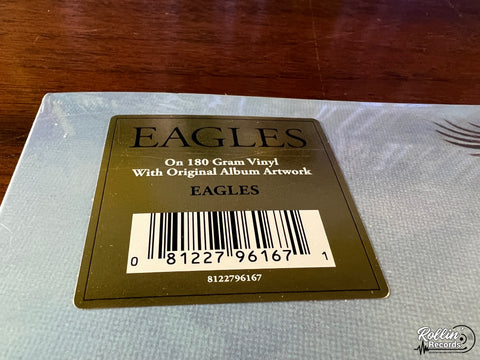 EAGLES
On 180 Gram Vinyl
With Original Album Artwork
EAGLES
0 81227 96167 1
8122796167
Rollin'
Records